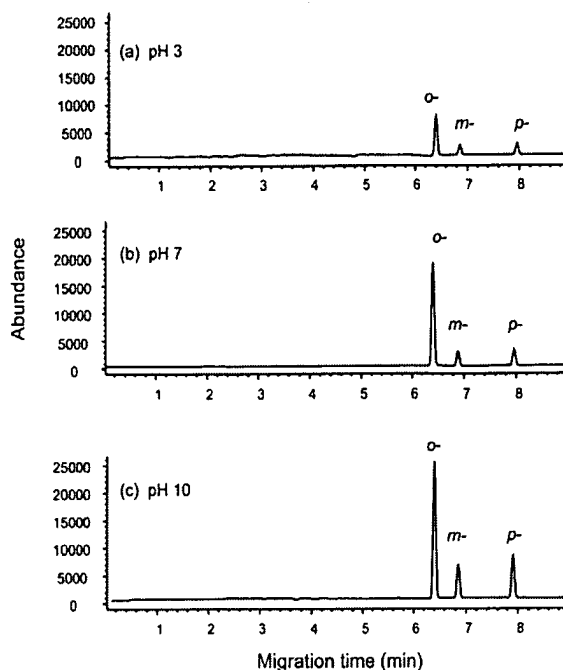 25000
20000
15000
10000
5000
0
(a) pH 3
o-
m-
p-
1 2 3 4 5 6 7 8
25000
20000
15000
10000
5000
0
(b) pH 7
o-
m-
p-
1 2 3 4 5 6 7 8
Abundance
25000
20000
15000
10000
5000
0
(c) pH 10
o-
m-
p-
1 2 3 4 5 6 7 8
Migration time (min)